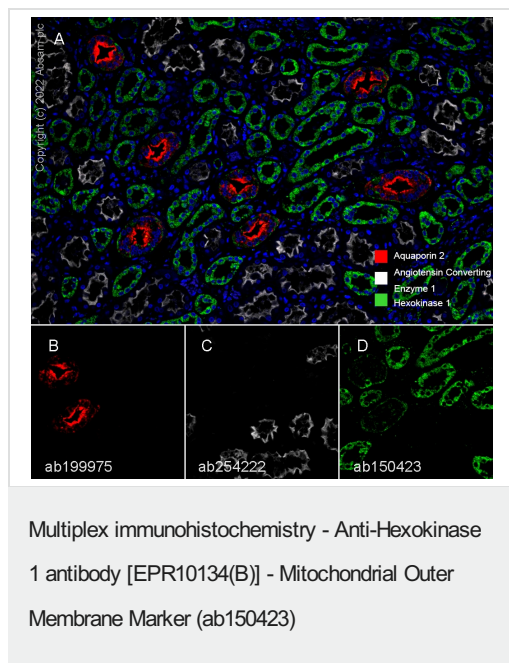 A
Copyright (c) 2022 Abcam plc
Aquaporin 2
Angiotensin Converting
Enzyme 1
Hexokinase 1
B
C
D
ab199975
ab254222
ab150423
Multiplex immunohistochemistry - Anti-Hexokinase
1 antibody [EPR10134(B)] - Mitochondrial Outer
Membrane Marker (ab150423)